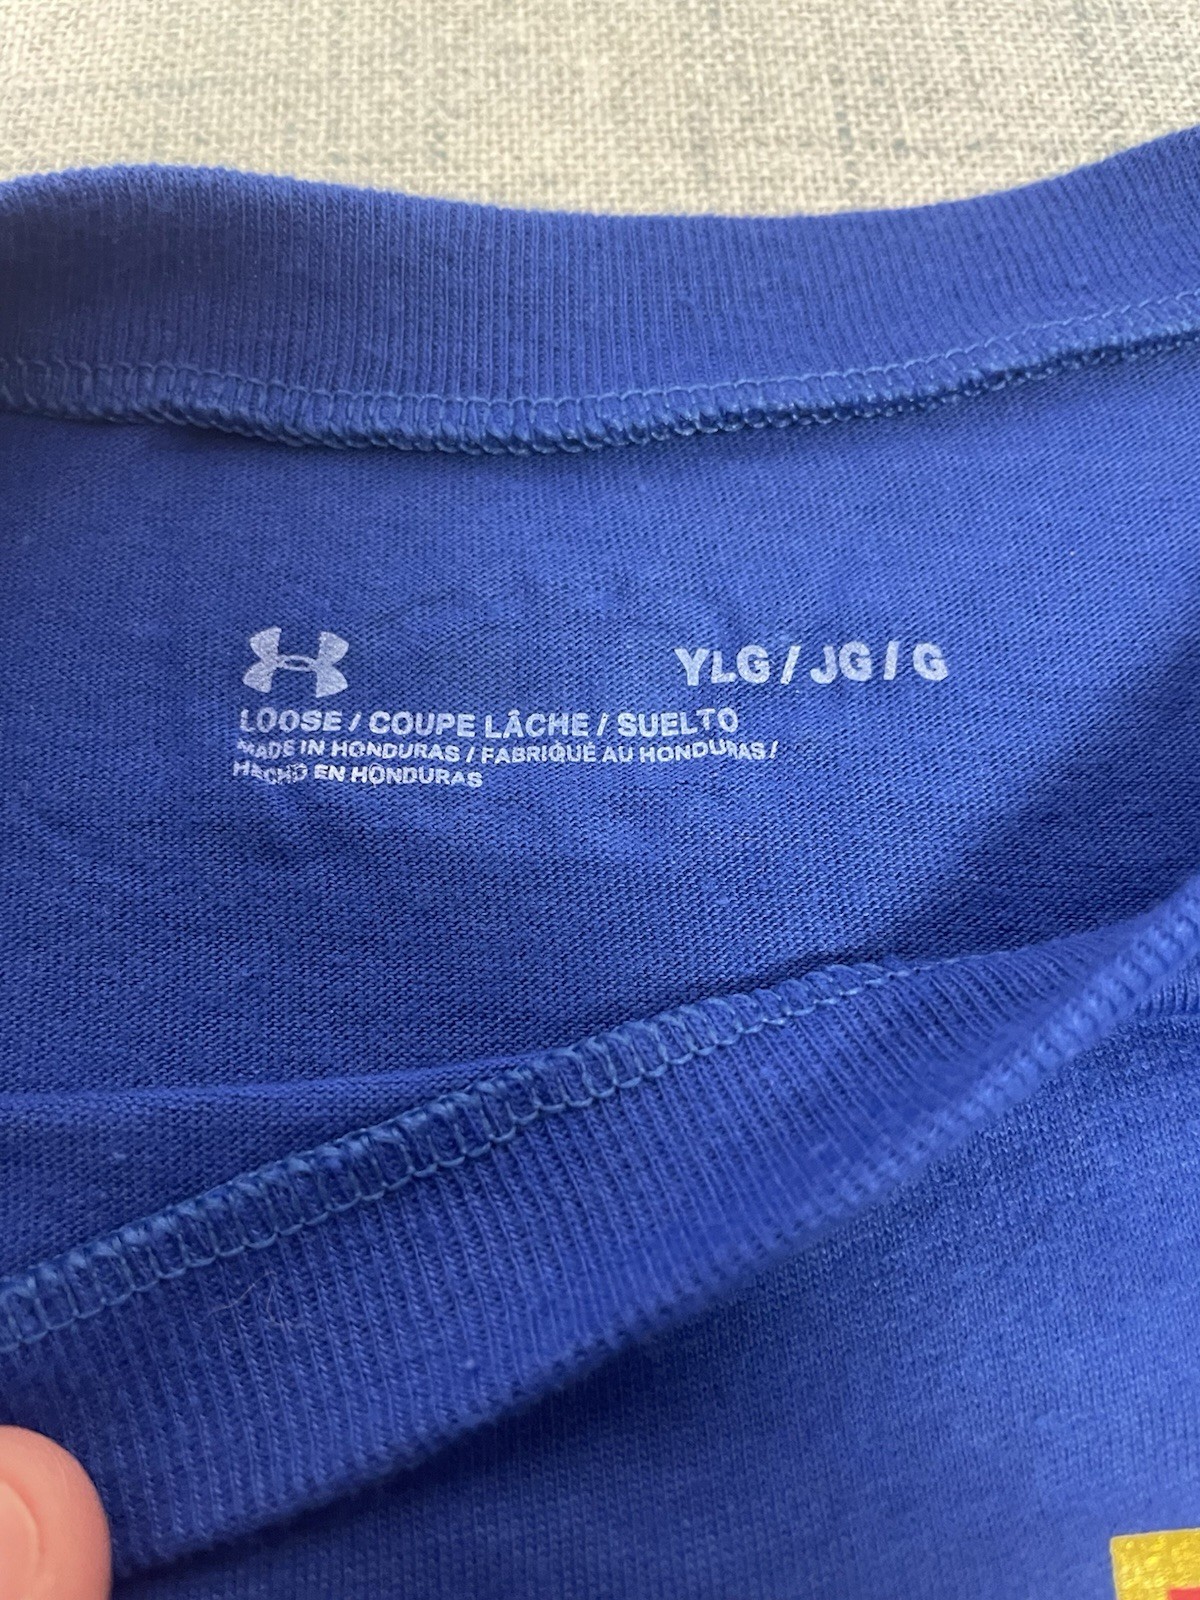 YLG / JG / G
LOOSE / COUPE LÂCHE / SUELTO
MADE IN HONDURAS / FABRIQUÉ AU HONDURAS /
HECHO EN HONDURAS